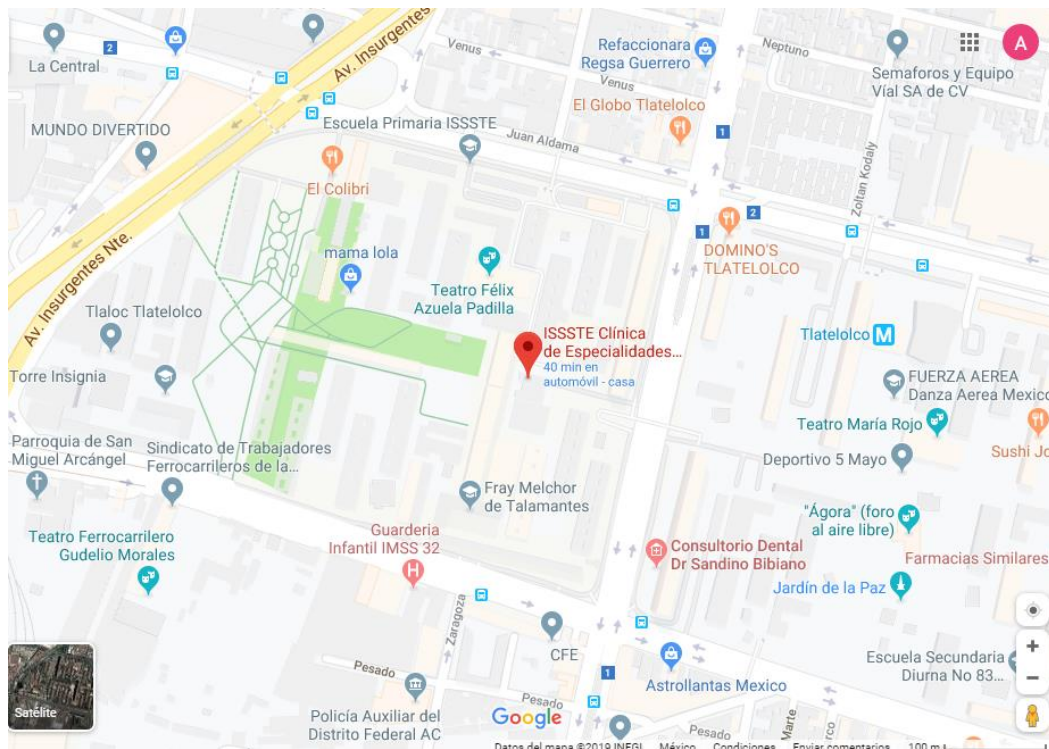 La Central
2
Av. Insurgentes
Venus
Venus
Refaccionara
Regsa Guerrero
Neptuno
A
Semaforos y Equipo
Víal SA de CV
MUNDO DIVERTIDO
Escuela Primaria ISSSTE
Juan Aldama
El Globo Tlatelolco
1
Zoltan Kodaly
El Colibri
2
1
DOMINO'S
TLATELOLCO
mama lola
Teatro Félix
Azuela Padilla
Av. Insurgentes Nte.
Tlaloc Tlatelolco
ISSSTE Clínica
de Especialidades...
40 min en
automóvil - casa
Tlatelolco M
Torre Insignia
FUERZA AEREA
Danza Aerea Mexico
Teatro María Rojo
Sushi Jo
Parroquia de San
Miguel Arcángel
Sindicato de Trabajadores
Ferrocarrileros de la...
Deportivo 5 Mayo
Fray Melchor
de Talamantes
"Ágora" (foro
al aire libre)
Teatro Ferrocarrilero
Gudelio Morales
Guarderia
Infantil IMSS 32
H
Consultorio Dental
Dr Sandino Bibiano
Farmacias Similares
Jardín de la Paz
Zaragoza
CFE
Escuela Secundaria
Diurna No 83...
Pesado
1
Astrollantas Mexico
Pesado
Satélite
Policía Auxiliar del
Distrito Federal AC
Google
Pesado
Marte
Datos del mapa ©2019 INEGI México Condiciones Enviar comentarios 100 m